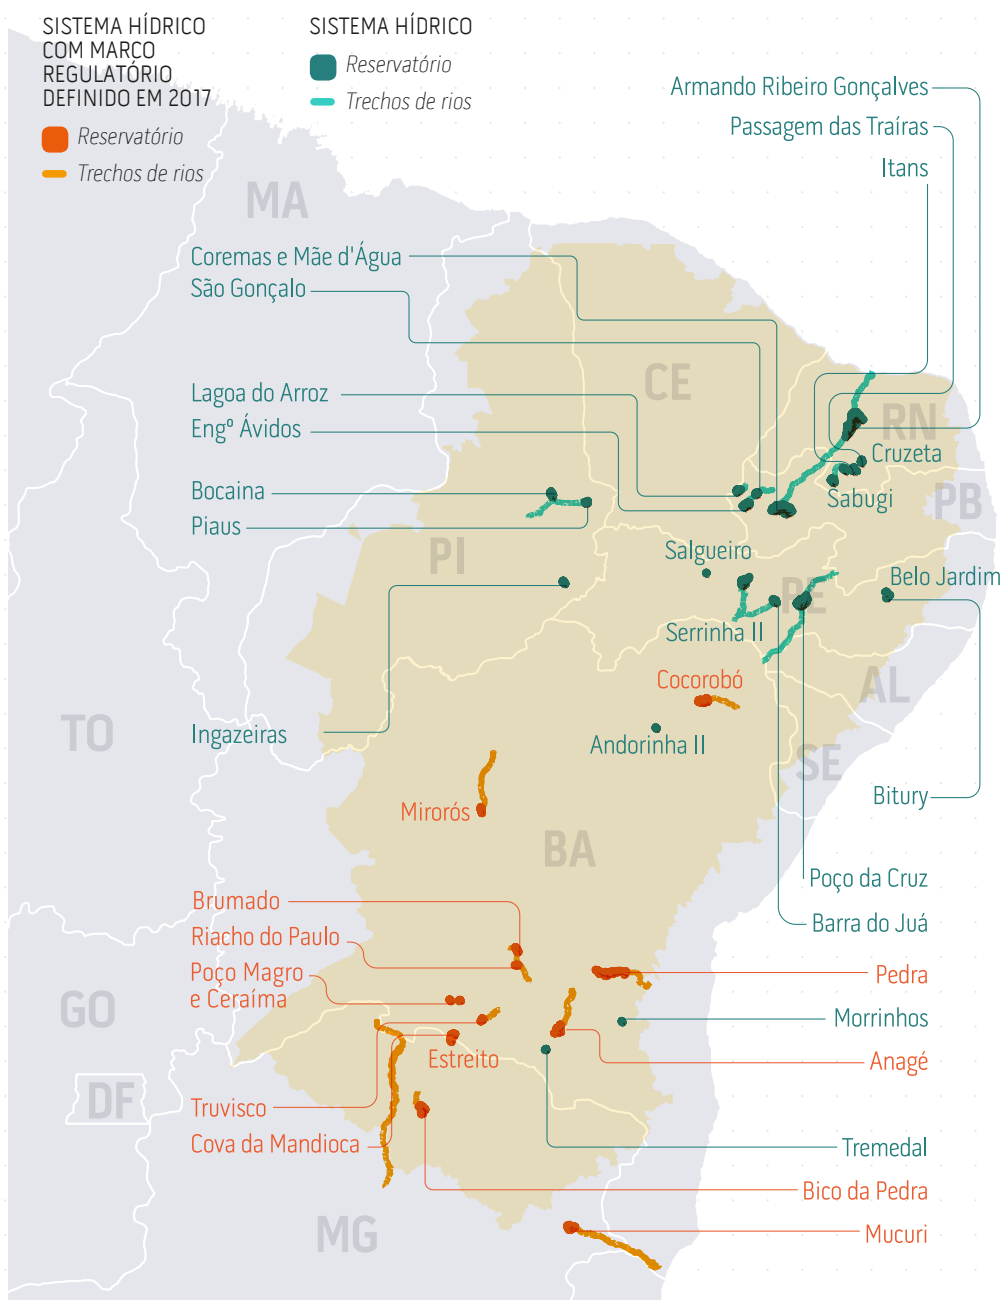 SISTEMA HÍDRICO
COM MARCO
REGULATÓRIO
DEFINIDO EM 2017
Reservatório
Trechos de rios
SISTEMA HÍDRICO
Reservatório
Trechos de rios
Armando Ribeiro Gonçalves
Passagem das Traíras
Itans
MA
Coremas e Mãe d'Água
São Gonçalo
CE
Lagoa do Arroz
Engº Ávidos
RN
Cruzeta
Sabugi
Bocaina
Piaus
PB
PI
Salgueiro
Belo Jardim
PE
Serrinha II
Cocorobó
AL
TO
Ingazeiras
Andorinha II
SE
Bitury
Mirorós
BA
Poço da Cruz
Brumado
Barra do Juá
Riacho do Paulo
Poço Magro
e Ceraíma
Pedra
GO
Morrinhos
Estreito
Anagé
DF
Truvisco
Cova da Mandioca
Tremedal
Bico da Pedra
MG
Mucuri